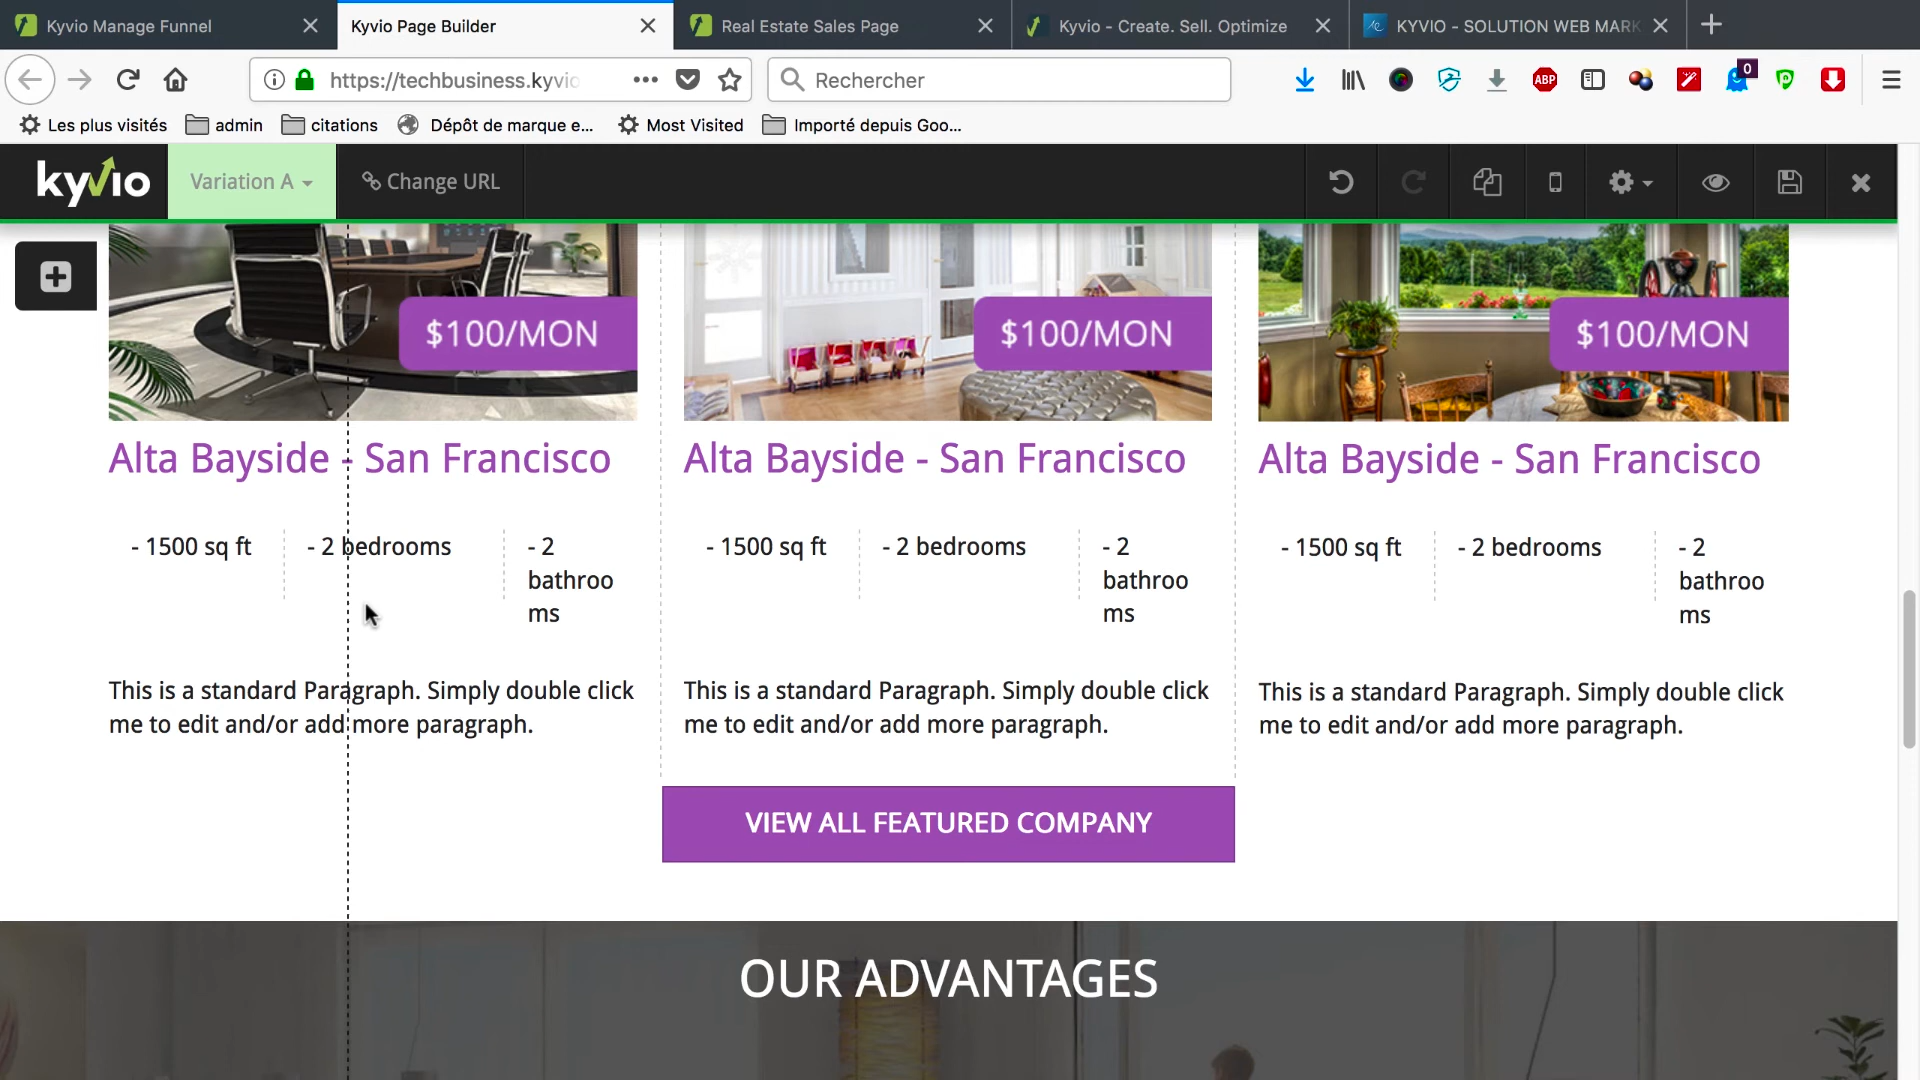 Kyvio Manage Funnel
Kyvio Page Builder
Real Estate Sales Page
Kyvio - Create. Sell. Optimize
KYVIO - SOLUTION WEB MARK
https://techbusiness.kyvio
Rechercher
ABP
0
Les plus visités
admin
citations
Dépôt de marque e...
Most Visited
Importé depuis Goo...
kyvio
Variation A
Change URL
$100/MON
$100/MON
$100/MON
Alta Bayside - San Francisco
Alta Bayside - San Francisco
Alta Bayside - San Francisco
- 1500 sq ft
- 2 bedrooms
- 2
bathroo
ms
- 1500 sq ft
- 2 bedrooms
- 2
bathroo
ms
- 1500 sq ft
- 2 bedrooms
- 2
bathroo
ms
This is a standard Paragraph. Simply double click
me to edit and/or add more paragraph.
This is a standard Paragraph. Simply double click
me to edit and/or add more paragraph.
This is a standard Paragraph. Simply double click
me to edit and/or add more paragraph.
VIEW ALL FEATURED COMPANY
OUR ADVANTAGES